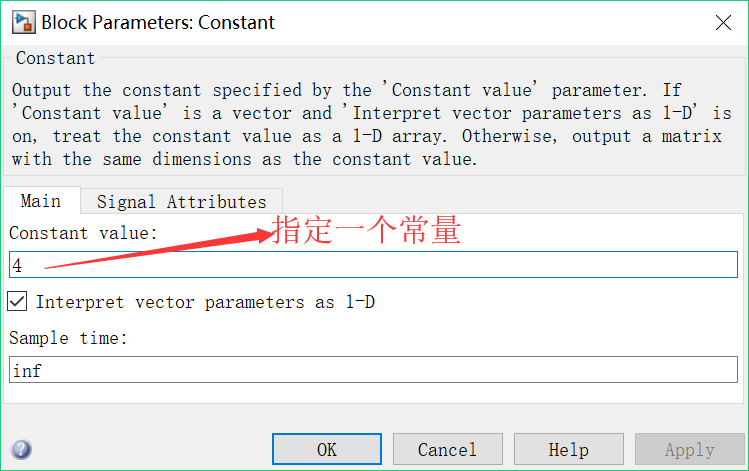 Block Parameters: Constant
Constant
Output the constant specified by the 'Constant value' parameter. If
'Constant value' is a vector and 'Interpret vector parameters as 1-D' is
on, treat the constant value as a 1-D array. Otherwise, output a matrix
with the same dimensions as the constant value.
Main
Signal Attributes
指定一个常量
Constant value:
4
Interpret vector parameters as 1-D
Sample time:
inf
?
OK
Cancel
Help
Apply